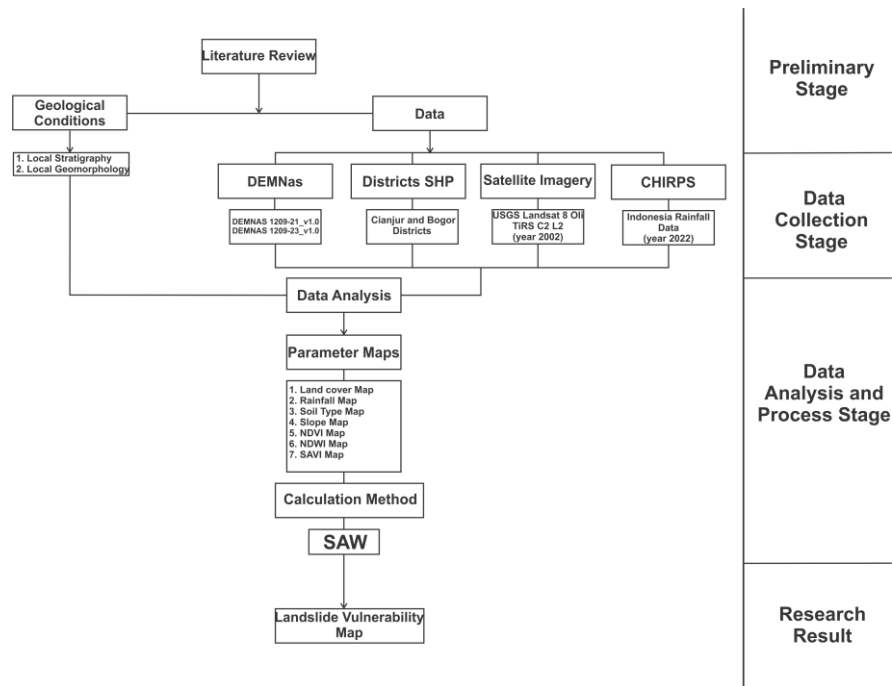 Literature Review
Preliminary
Stage
Geological
Conditions
Data
1. Local Stratigraphy
2. Local Geomorphology
DEMNas
Districts SHP
Satellite Imagery
CHIRPS
DEMNAS 1209-21_v1.0
DEMNAS 1209-23_v1.0
Cianjur and Bogor
Districts
USGS Landsat 8 Oli
TiRS C2 L2
(year 2002)
Indonesia Rainfall
Data
(year 2022)
Data
Collection
Stage
Data Analysis
Parameter Maps
1. Land cover Map
2. Rainfall Map
3. Soil Type Map
4. Slope Map
5. NDVI Map
6. NDWI Map
7. SAVI Map
Data
Analysis and
Process Stage
Calculation Method
SAW
Landslide Vulnerability
Map
Research
Result